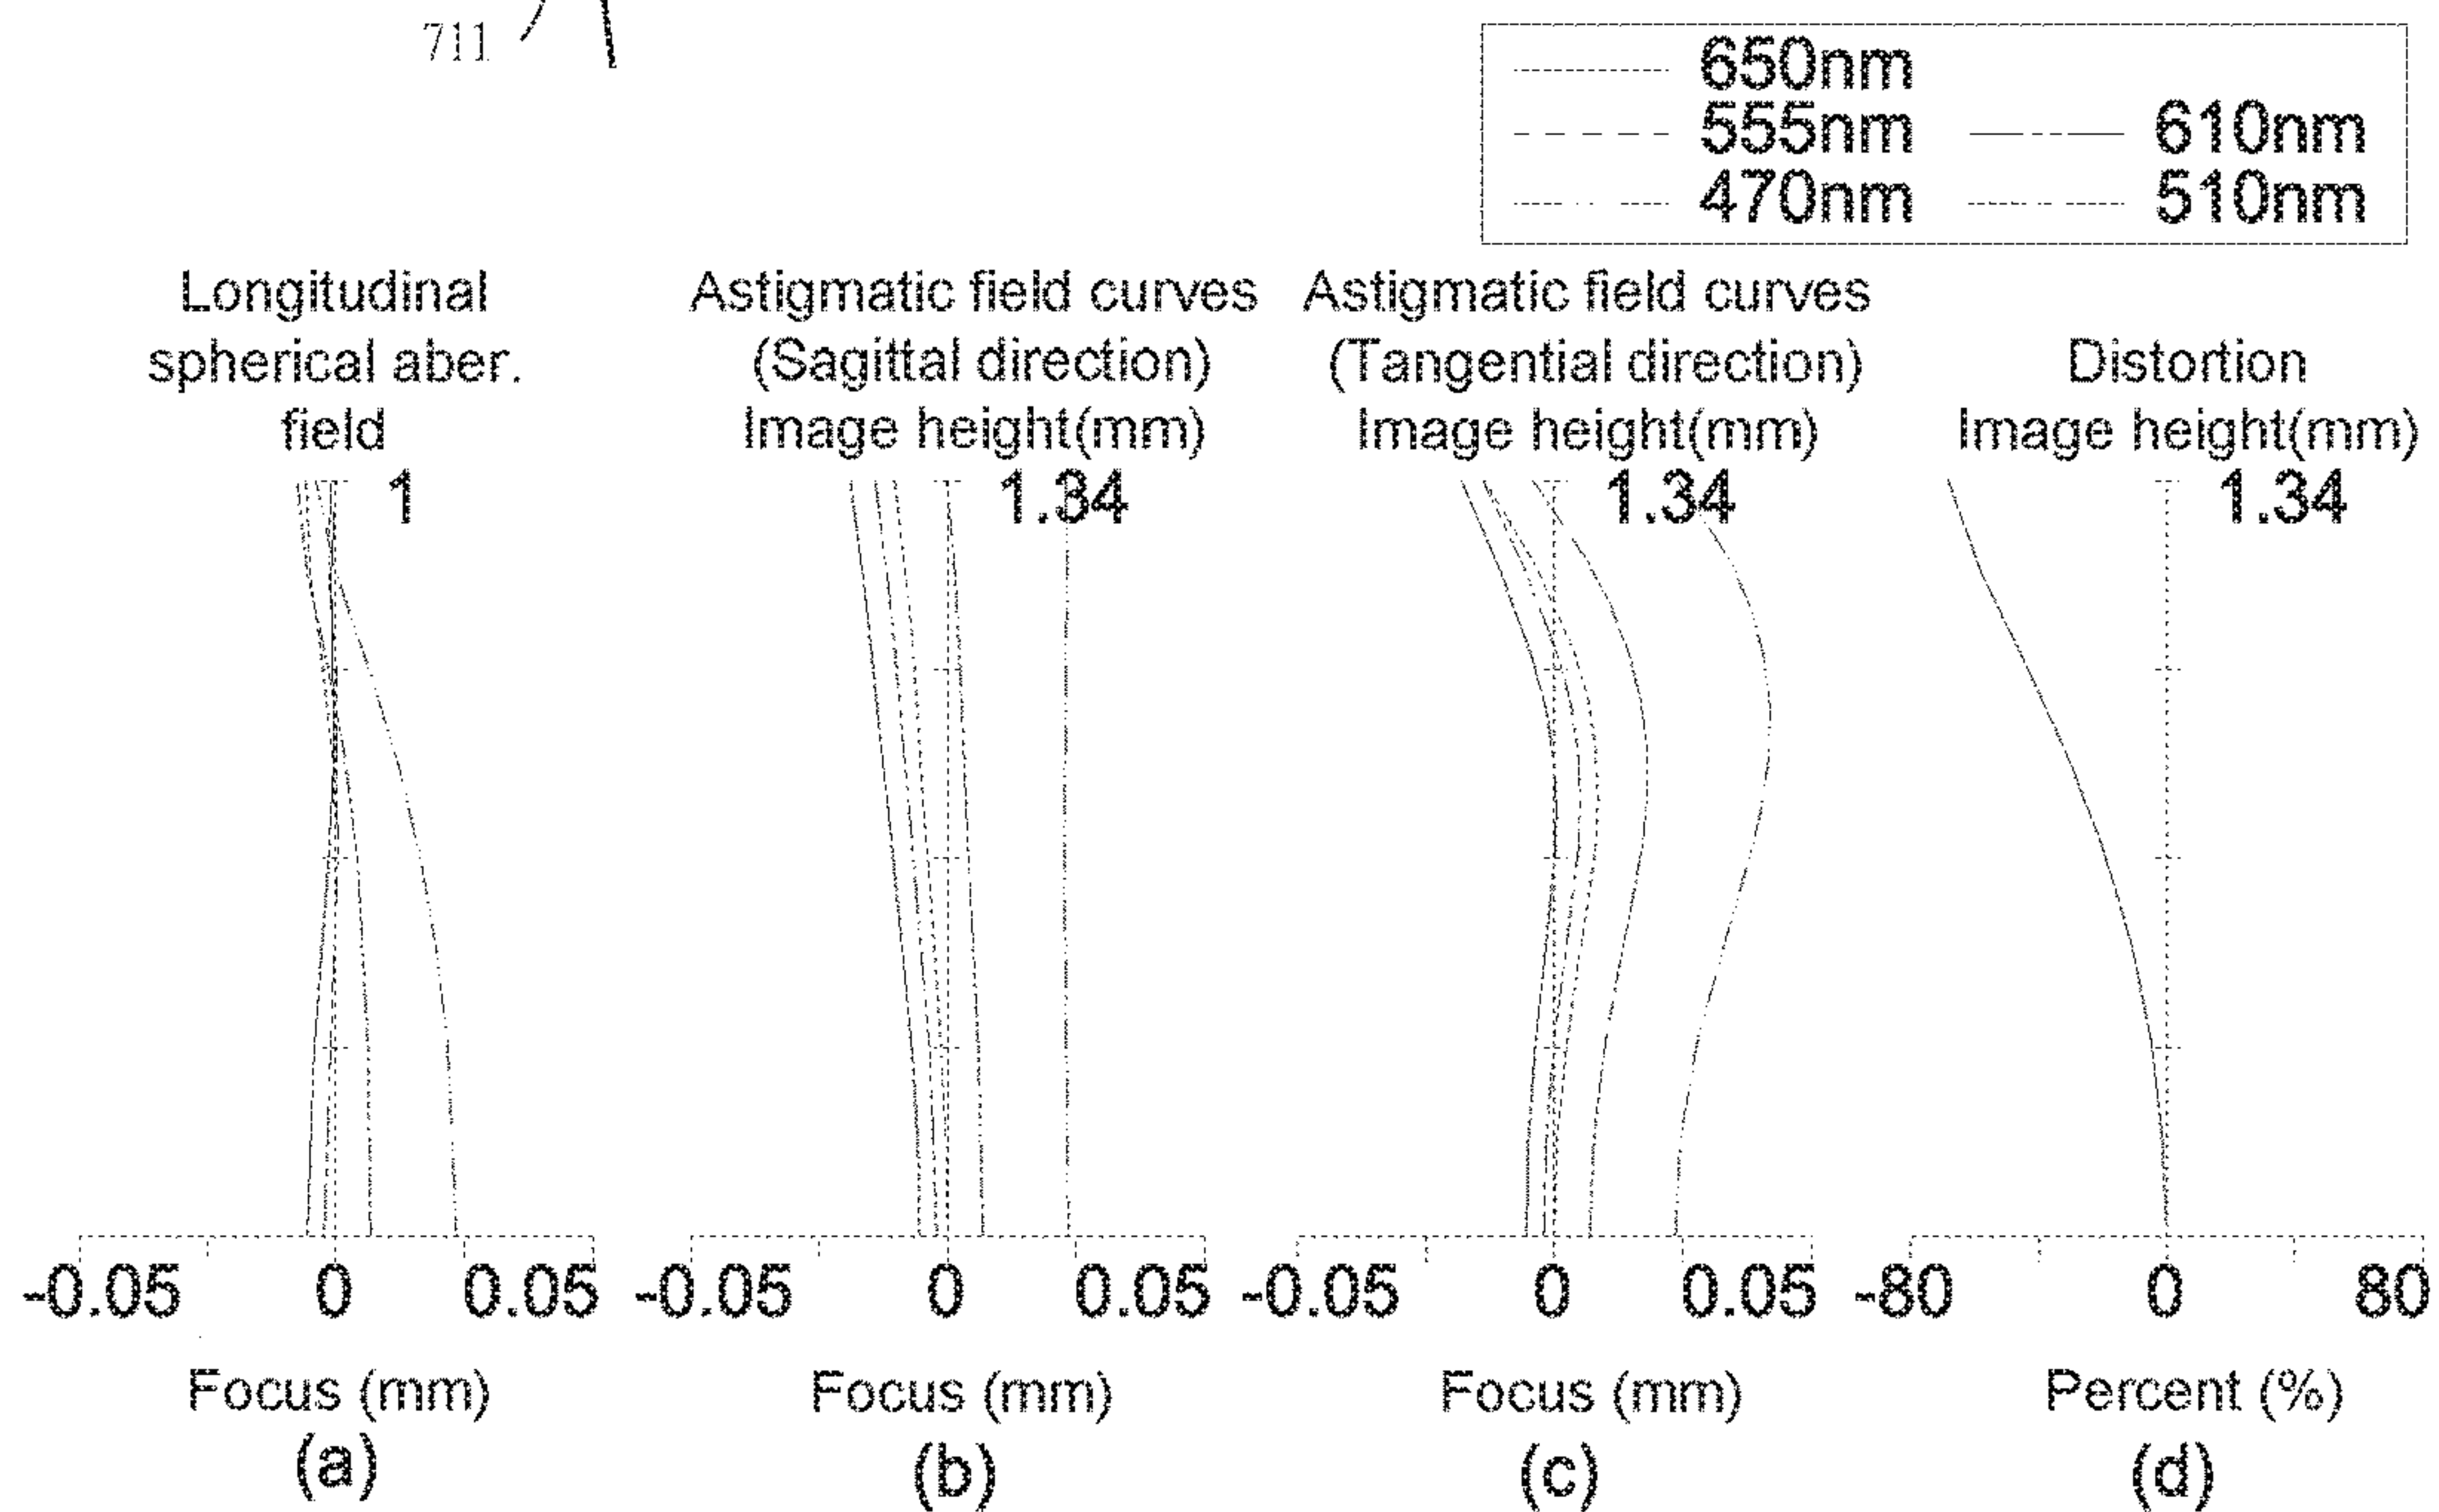 711
650nm
555nm 610nm
470nm 510nm
Longitudinal
spherical aber.
field
1
Astigmatic field curves
(Sagittal direction)
Image height(mm)
1.34
Astigmatic field curves
(Tangential direction)
Image height(mm)
1.34
Distortion
Image height(mm)
1.34
-0.05 0 0.05
Focus (mm)
(a)
-0.05 0 0.05
Focus (mm)
(b)
-0.05 0 0.05
Focus (mm)
(c)
-80 0 80
Percent (%)
(d)